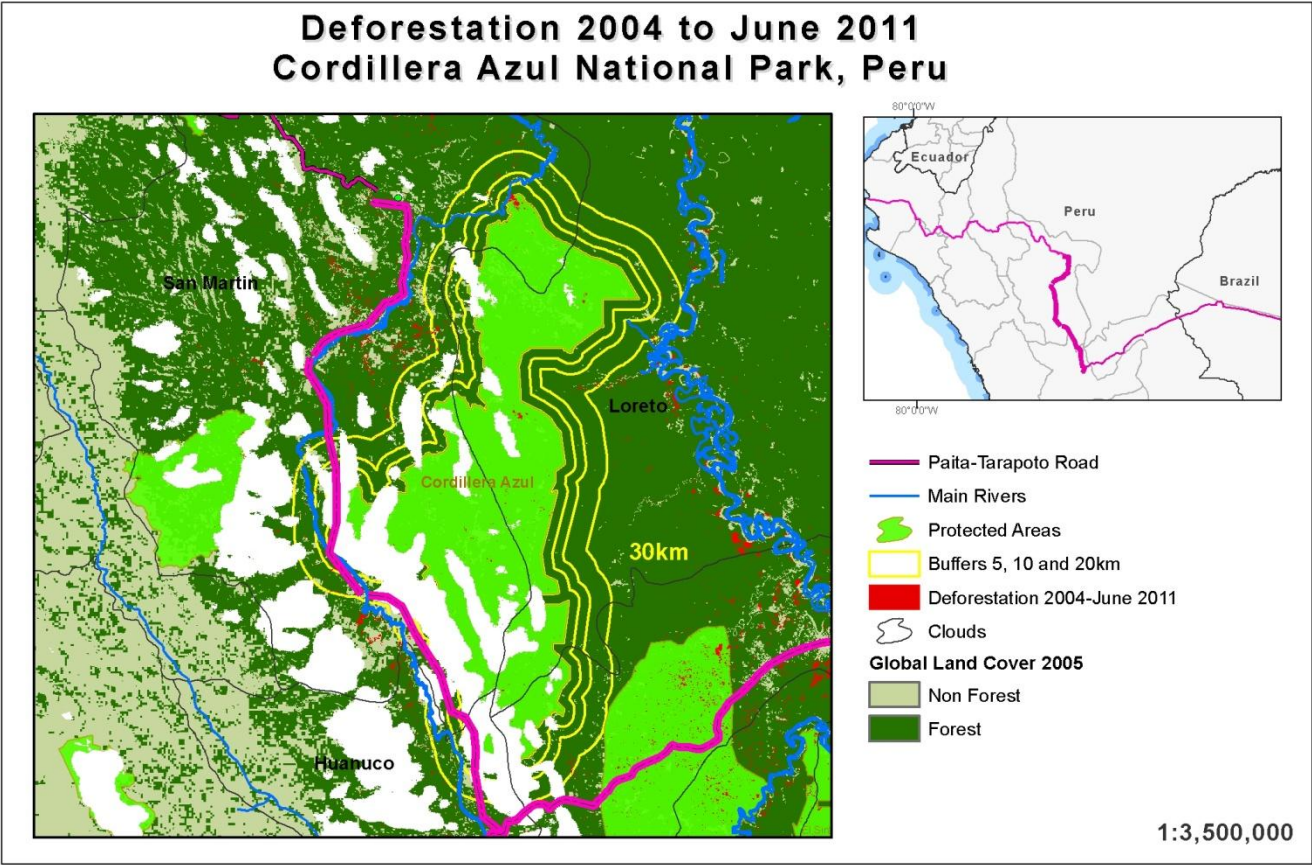 Deforestation 2004 to June 2011
Cordillera Azul National Park, Peru
San Martin
Loreto
Cordillera Azul
30km
Huanuco
80°0'0"W
Ecuador
Peru
Brazil
80°0'0"W
Paita-Tarapoto Road
Main Rivers
Protected Areas
Buffers 5, 10 and 20km
Deforestation 2004-June 2011
Clouds
Global Land Cover 2005
Non Forest
Forest
1:3,500,000